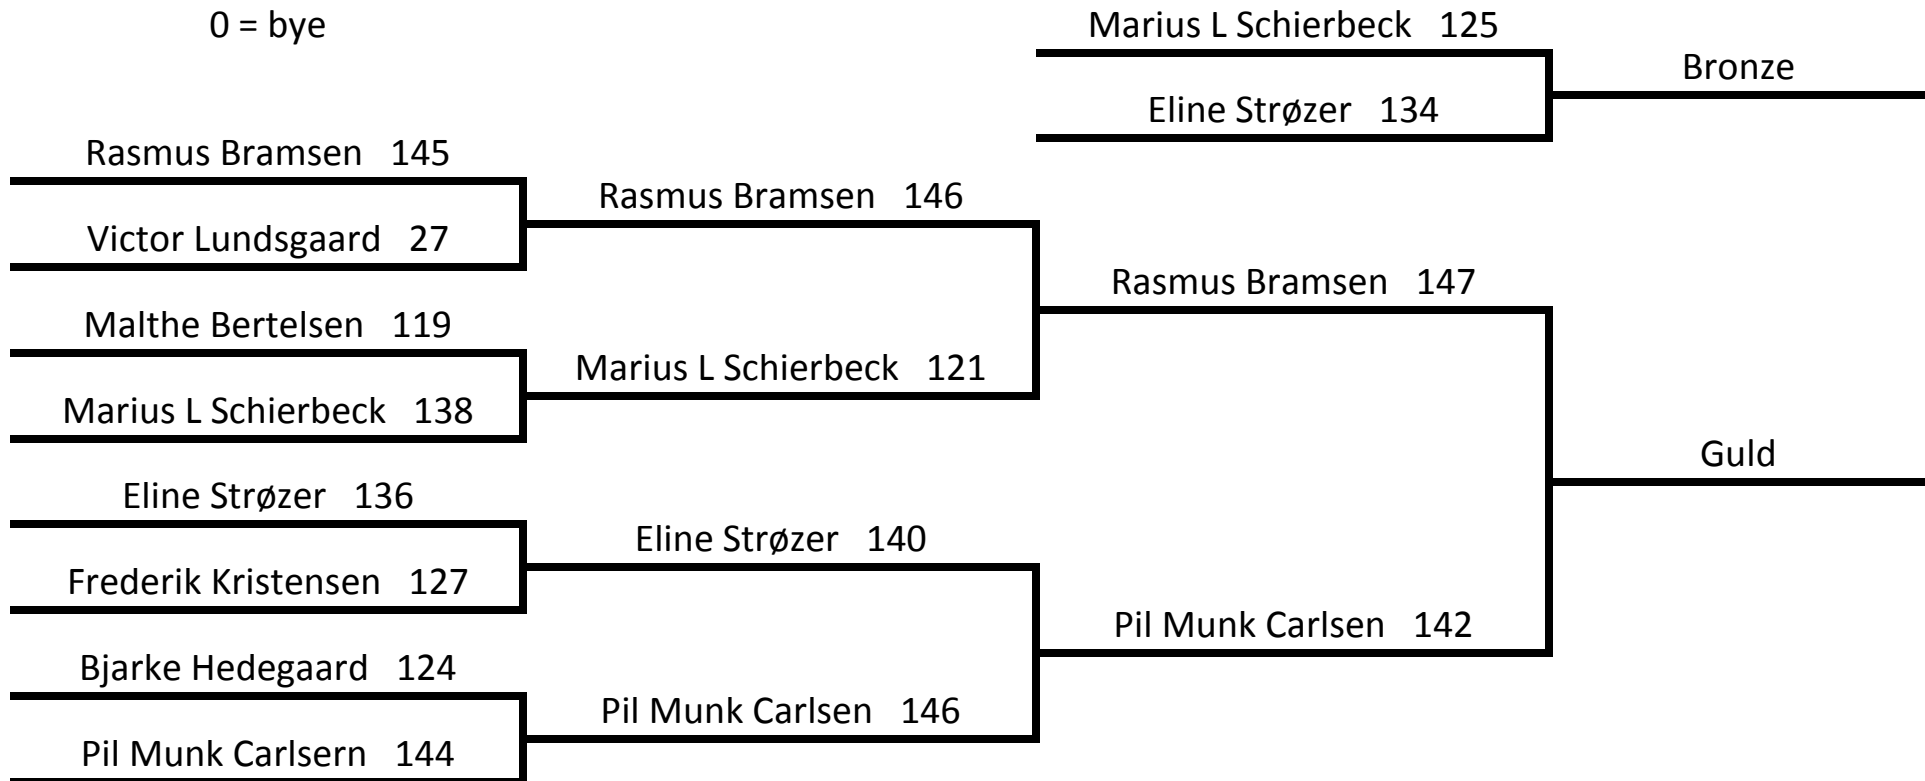 0 = bye
Marius L Schierbeck 125
Bronze
Eline Strøzer 134
Rasmus Bramsen 145
Rasmus Bramsen 146
Victor Lundsgaard 27
Rasmus Bramsen 147
Malthe Bertelsen 119
Marius L Schierbeck 121
Marius L Schierbeck 138
Guld
Eline Strøzer 136
Eline Strøzer 140
Frederik Kristensen 127
Pil Munk Carlsen 142
Bjarke Hedegaard 124
Pil Munk Carlsen 146
Pil Munk Carlsern 144